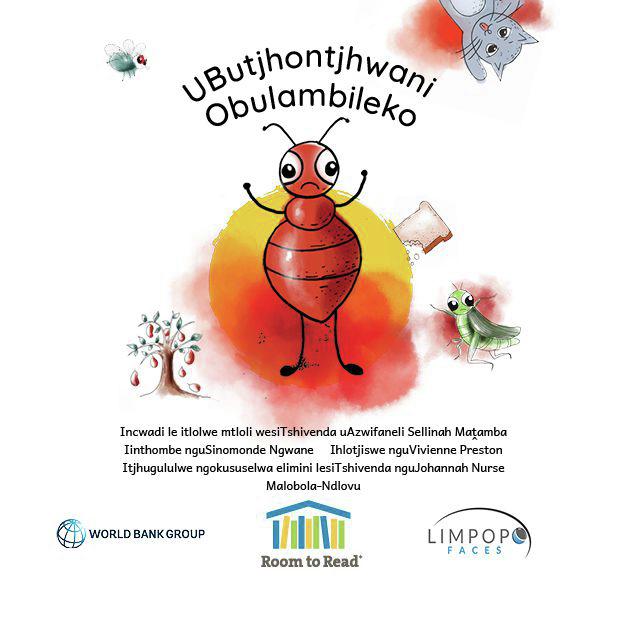 UButjhontjhwani
Obulambileko
Incwadi le itlolwe mtloli wesiTshivenda uAzwifaneli Sellinah Maṱamba
Iinthombe nguSinomonde Ngwane Ihlotjiswe nguVivienne Preston
Itjhugululwe ngokususelwa elimini lesiTshivenda nguJohannah Nurse
Malobola-Ndlovu
WORLD BANK GROUP
Room to Read®
LIMPOPO
FACES